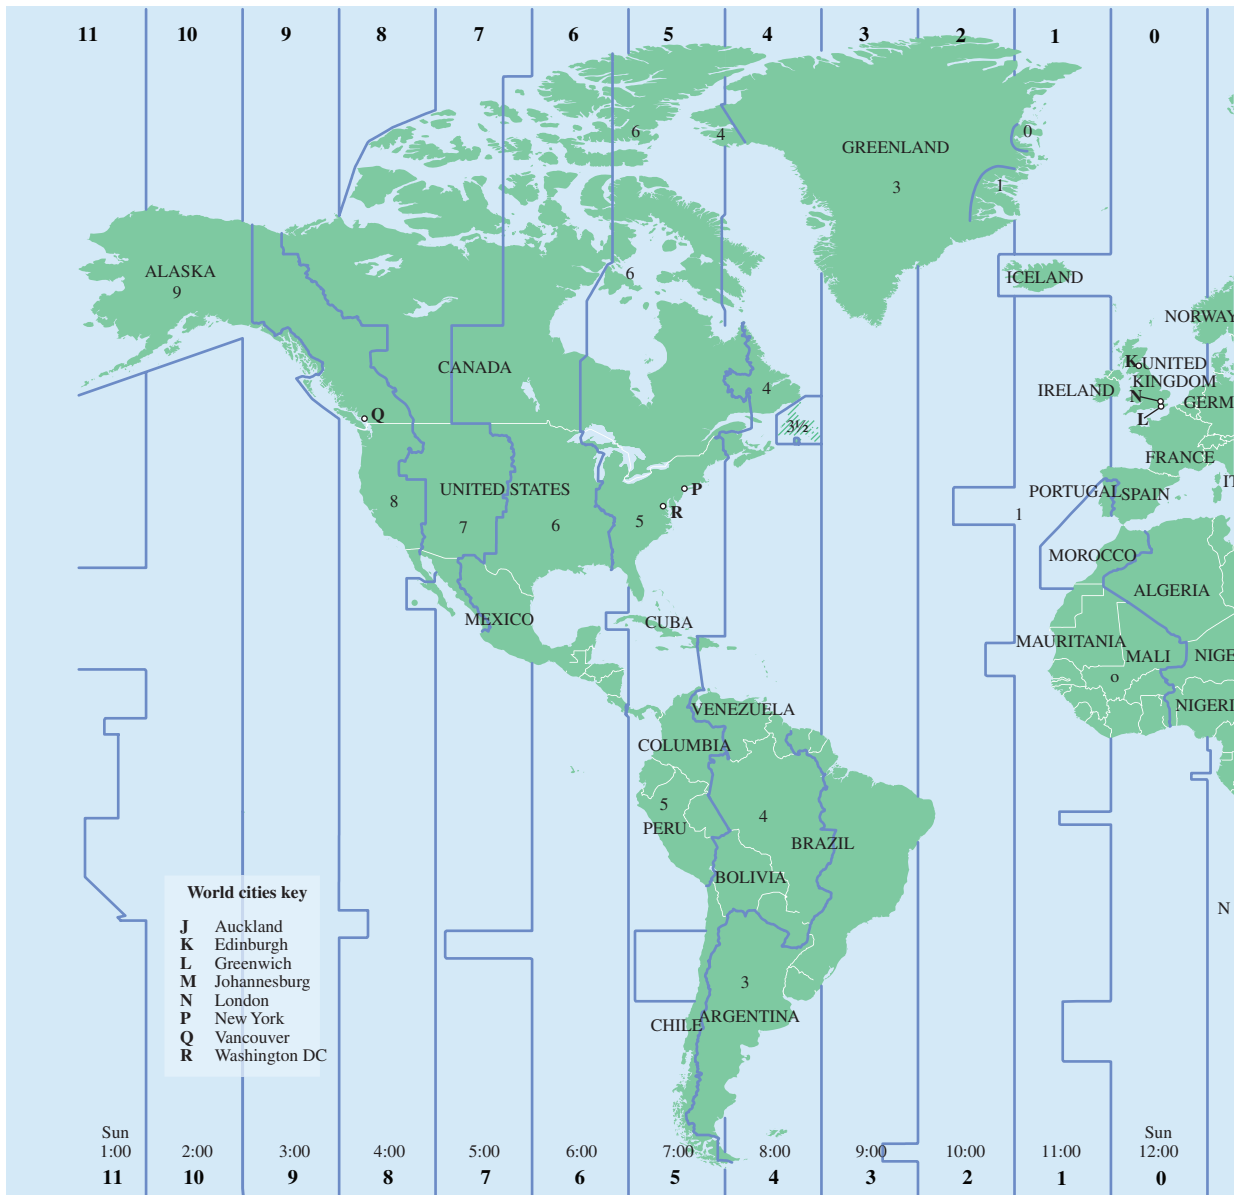 11 10 9 8 7 6 5 4 3 2 1 0
6
4
0
GREENLAND
3
1
ALASKA
9
6
ICELAND
NORWAY
CANADA
K UNITED
KINGDOM
4
IRELAND
N
GERM
L
Q
3½
FRANCE
P
UNITED STATES
PORTUGAL SPAIN
IT
8
R
7
6
5
1
MOROCCO
ALGERIA
MEXICO
CUBA
MAURITANIA
MALI
NIGE
o
VENEZUELA
NIGERI
COLUMBIA
5
4
PERU
BRAZIL
BOLIVIA
World cities key
J Auckland
K Edinburgh
L Greenwich
M Johannesburg
N London
P New York
Q Vancouver
R Washington DC
N
3
CHILE
ARGENTINA
Sun
Sun
1:00 2:00 3:00 4:00 5:00 6:00 7:00 8:00 9:00 10:00 11:00 12:00
11 10 9 8 7 6 5 4 3 2 1 0